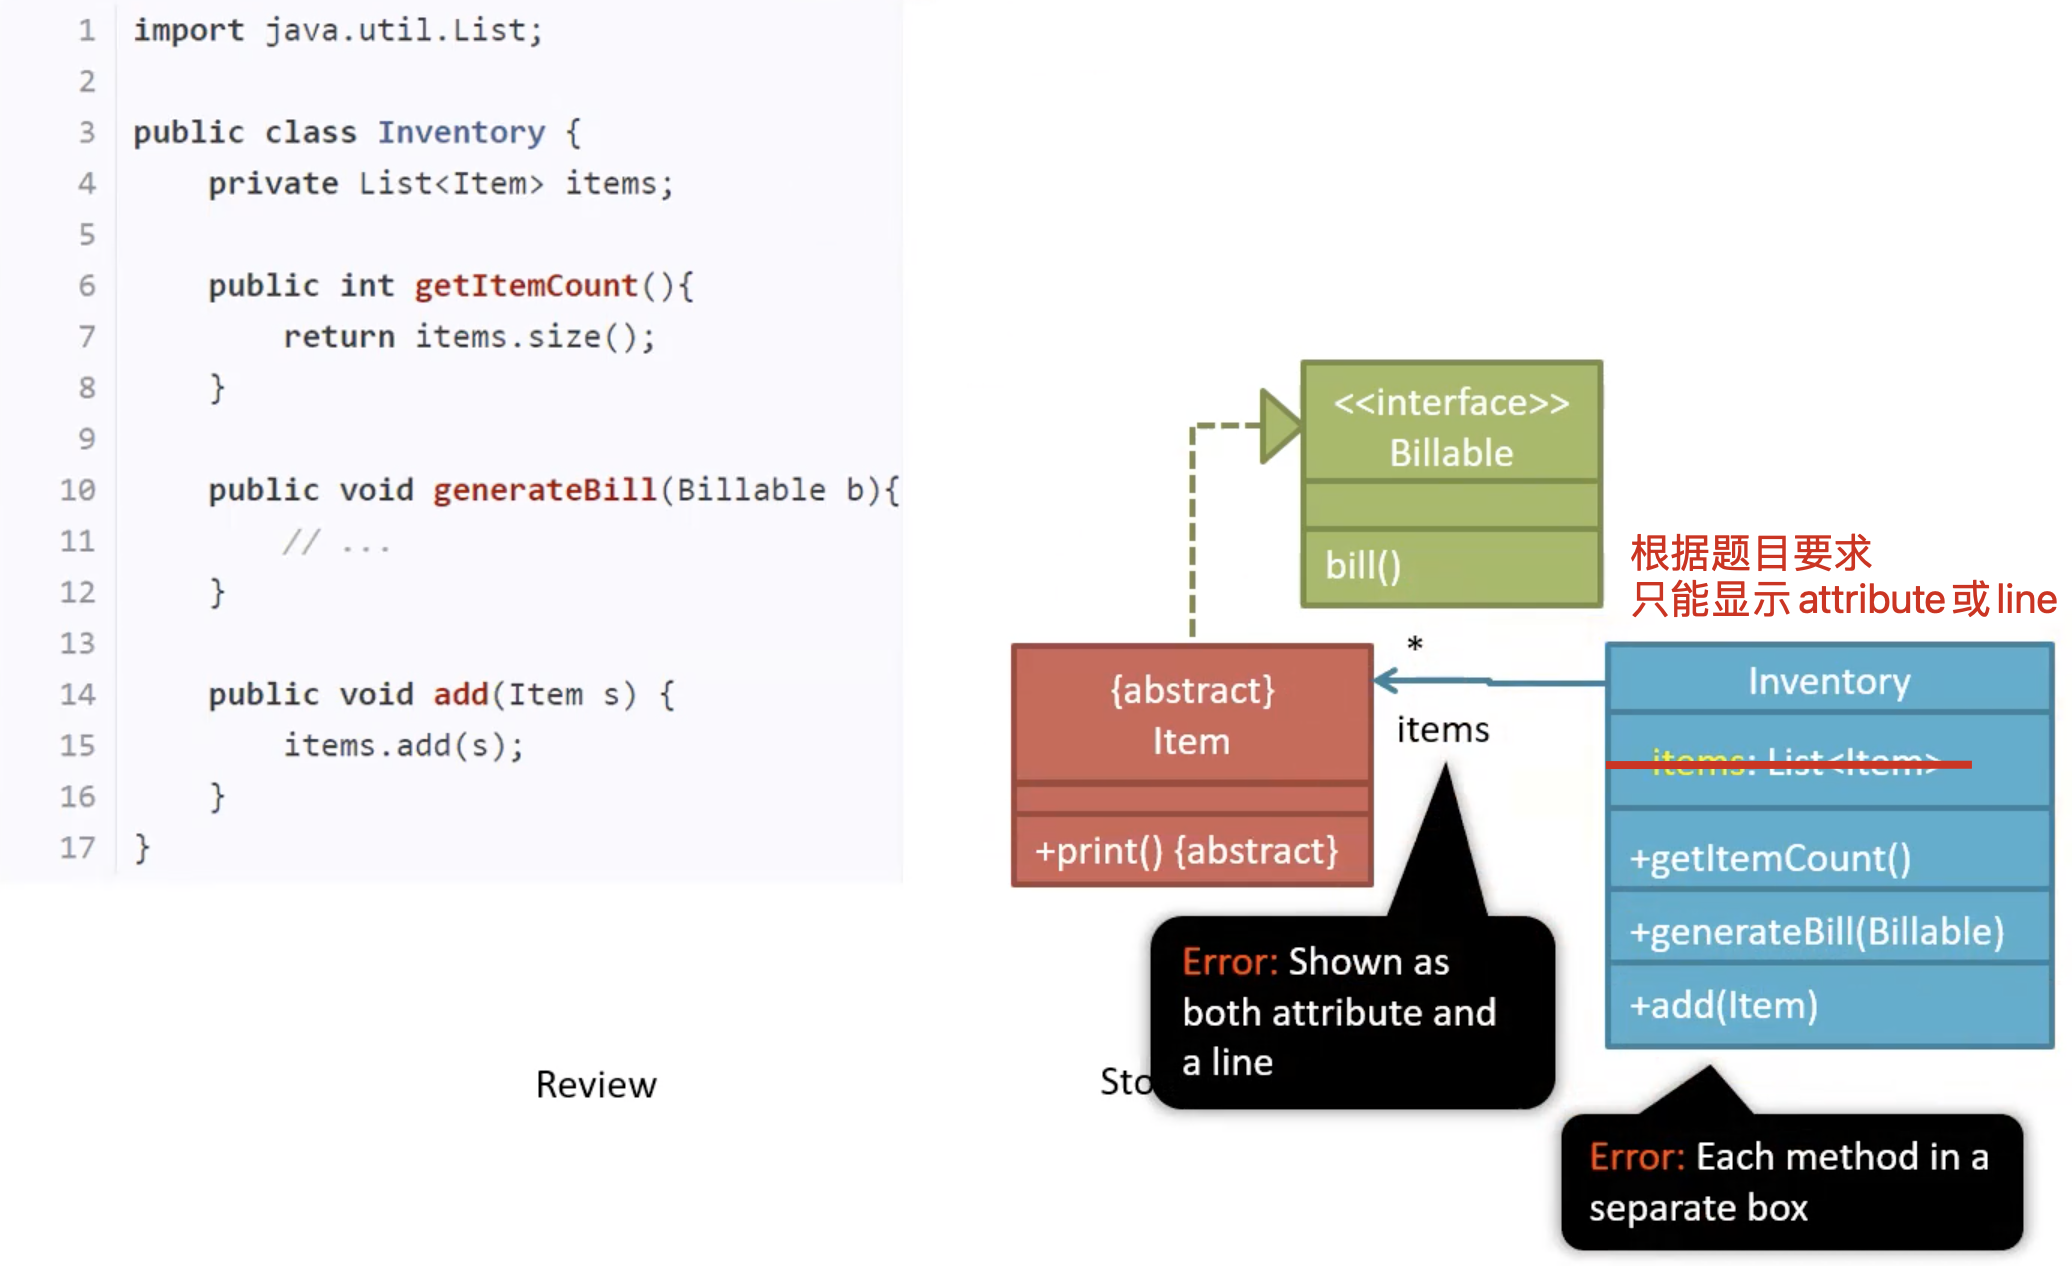 1 import java.util.List;
2
3 public class Inventory {
4 private List<Item> items;
5
6 public int getItemCount(){
7 return items.size();
8 }
9
10 public void generateBill(Billable b){
11 // ...
12 }
13
14 public void add(Item s) {
15 items.add(s);
16 }
17 }
Review
<<interface>>
Billable
bill()
根据题目要求
只能显示 attribute 或 line
*
items
{abstract}
Item
+print() {abstract}
Inventory
items: List<Item>
+getItemCount()
+generateBill(Billable)
+add(Item)
Error: Shown as
both attribute and
a line
Sto
Error: Each method in a
separate box